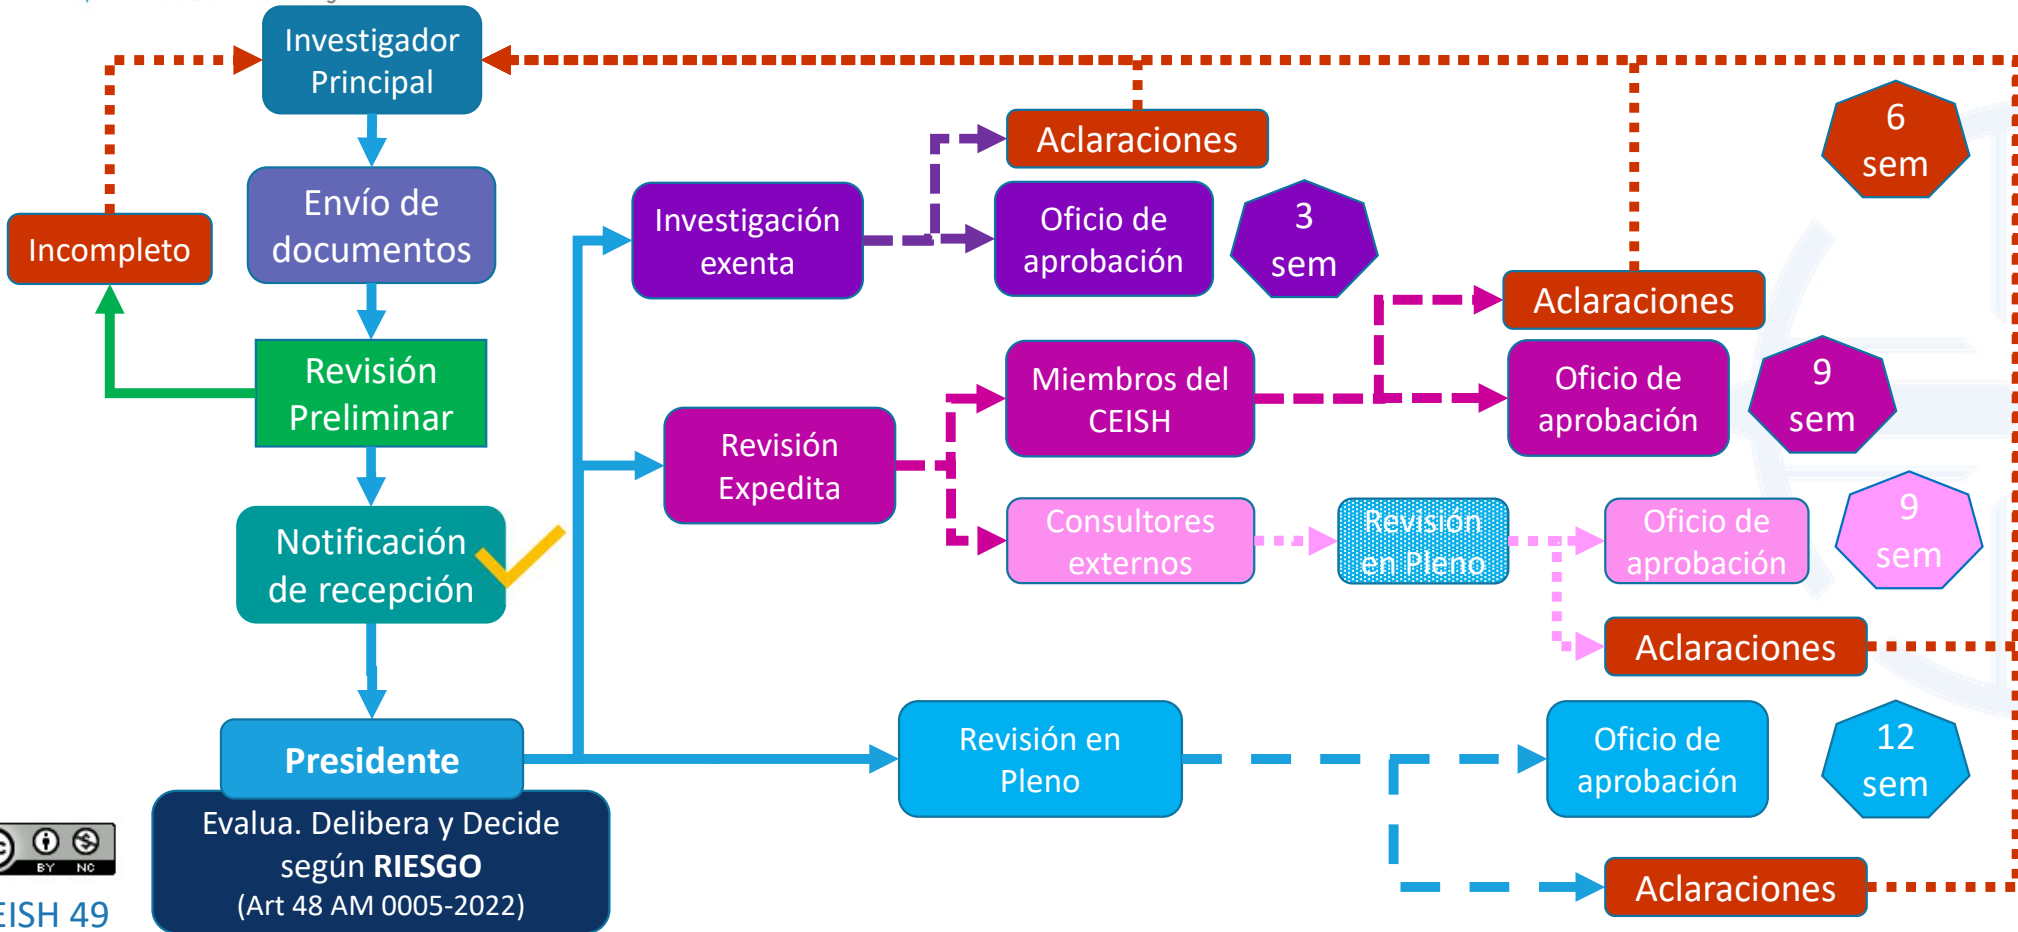 Investigador
Principal
Envío de
documentos
Incompleto
Revisión
Preliminar
Notificación
de recepción
Presidente
Evalua. Delibera y Decide
según RIESGO
(Art 48 AM 0005-2022)
Investigación
exenta
Aclaraciones
Oficio de
aprobación
3
sem
6
sem
Revisión
Expedita
Miembros del
CEISH
Aclaraciones
Oficio de
aprobación
9
sem
Consultores
externos
Revisión
en Pleno
Oficio de
aprobación
9
sem
Aclaraciones
Revisión en
Pleno
Oficio de
aprobación
12
sem
Aclaraciones
BY NC
EISH 49